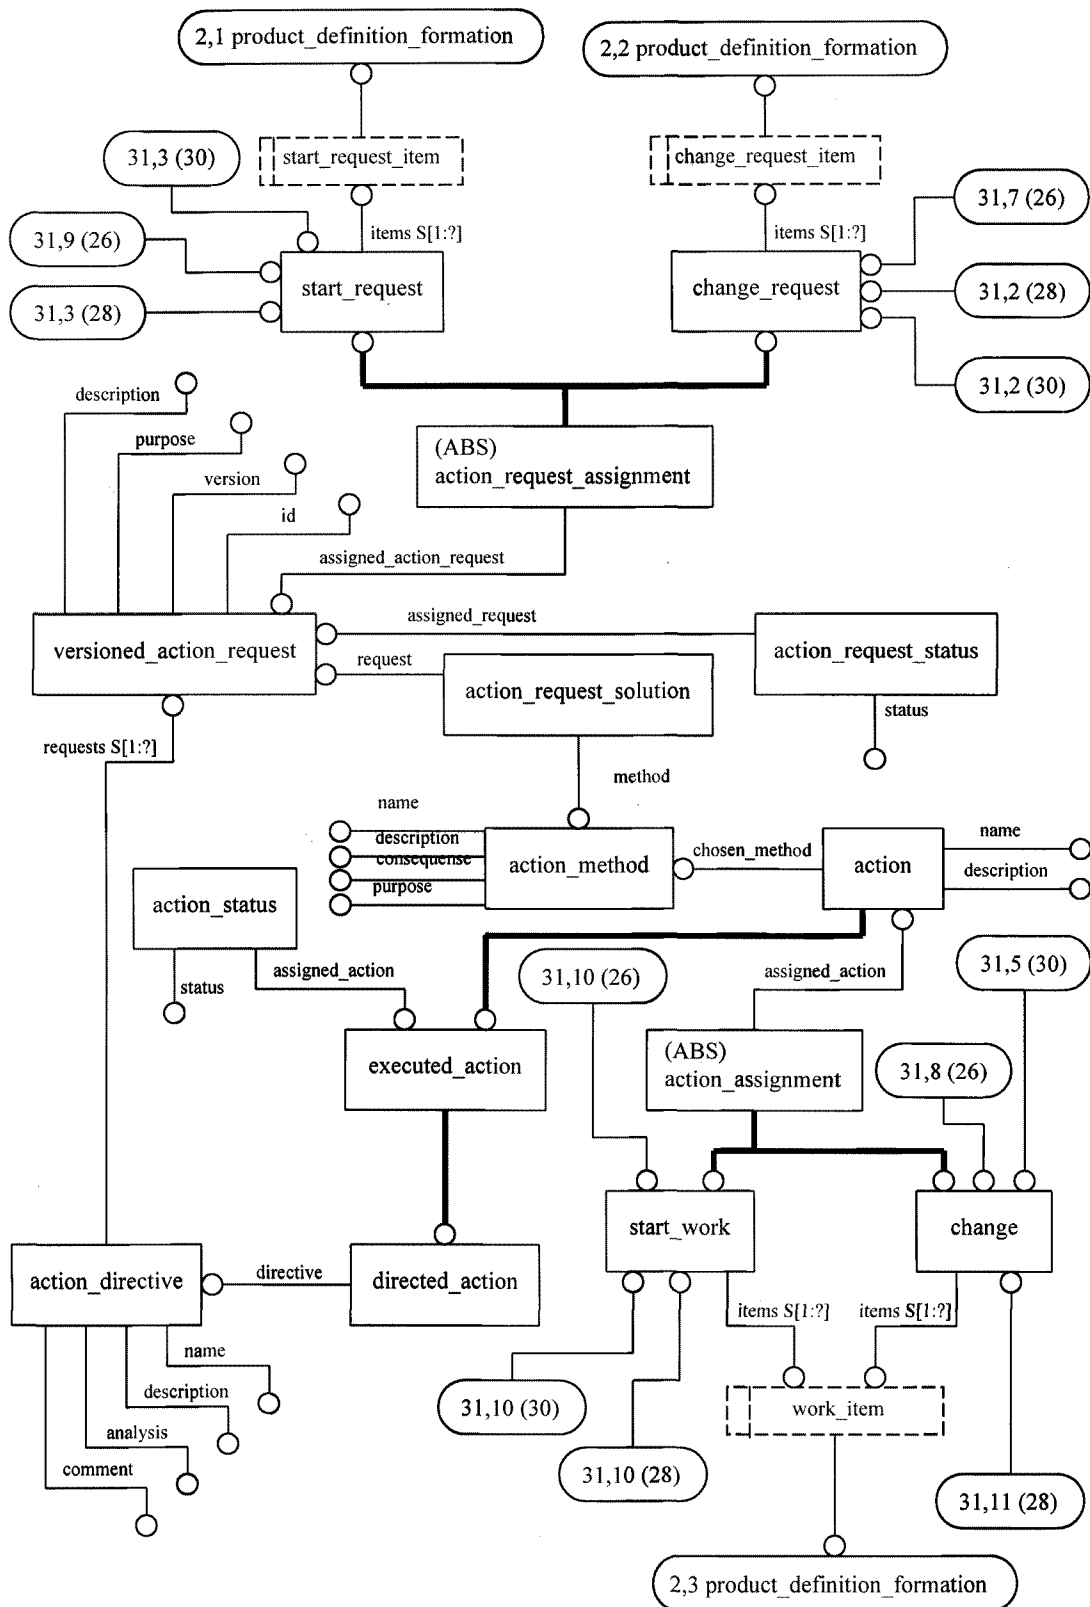 2,1 product_definition_formation
2,2 product_definition_formation
31,3 (30)
start_request_item
change_request_item
31,7 (26)
31,9 (26)
items S[1:?]
items S[1:?]
start_request
change_request
31,2 (28)
31,3 (28)
31,2 (30)
description
purpose
version
id
(ABS)
action_request_assignment
assigned_action_request
assigned_request
versioned_action_request
request
action_request_solution
action_request_status
status
requests S[1:?]
method
name
description
consequense
purpose
action_method
chosen_method
action
name
description
action_status
status
assigned_action
31,10 (26)
assigned_action
31,5 (30)
executed_action
(ABS)
action_assignment
31,8 (26)
start_work
change
action_directive
directive
directed_action
items S[1:?]
items S[1:?]
name
description
analysis
comment
31,10 (30)
work_item
31,10 (28)
31,11 (28)
2,3 product_definition_formation